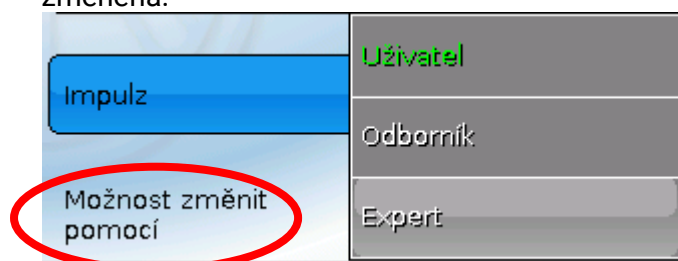 změněna.
Uživatel
Impulz
Odborník
Možnost změnit
pomocí
Expert